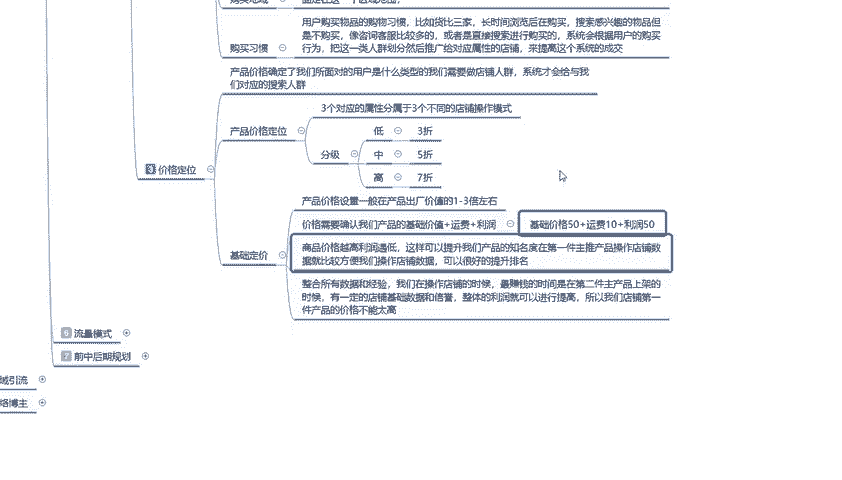 固定在这一个区域范围,
用户购买物品的购物习惯，比如货比三家，长时间浏览后在购买，搜索感兴趣的物品但
是不购买，像咨询客服比较多的，或者是直接搜索进行购买的，系统会根据用户的购买
购买习惯
行为，把这一类人群划分然后推广给对应属性的店铺，来提高这个系统的成交
产品价格确定了我们所面对的用户是什么类型的我们需要做店铺人群，系统才会给与我
们对应的搜索人群
3个对应的属性分属于3个不同的店铺操作模式
产品价格定位
低 3折
分级 中 5折
高 7折
价格定位
产品价格设置一般在产品出厂价值的1-3倍左右
价格需要确认我们产品的基础价值+运费+利润
基础价格50+运费10+利润50
商品价格越高利润遇低，这样可以提升我们产品的知名度在第一件主推产品操作店铺数
据就比较方便我们操作店铺数据，可以很好的提升排名
基础定价
整合所有数据和经验，我们在操作店铺的时候，最赚钱的时间是在第二件主产品上架的
时候，有一定的店铺基础数据和信誉，整体的利润就可以进行提高，所以我们店铺第一
件产品的价格不能太高
6 流量模式
7 前中后期规划
域引流
络博主